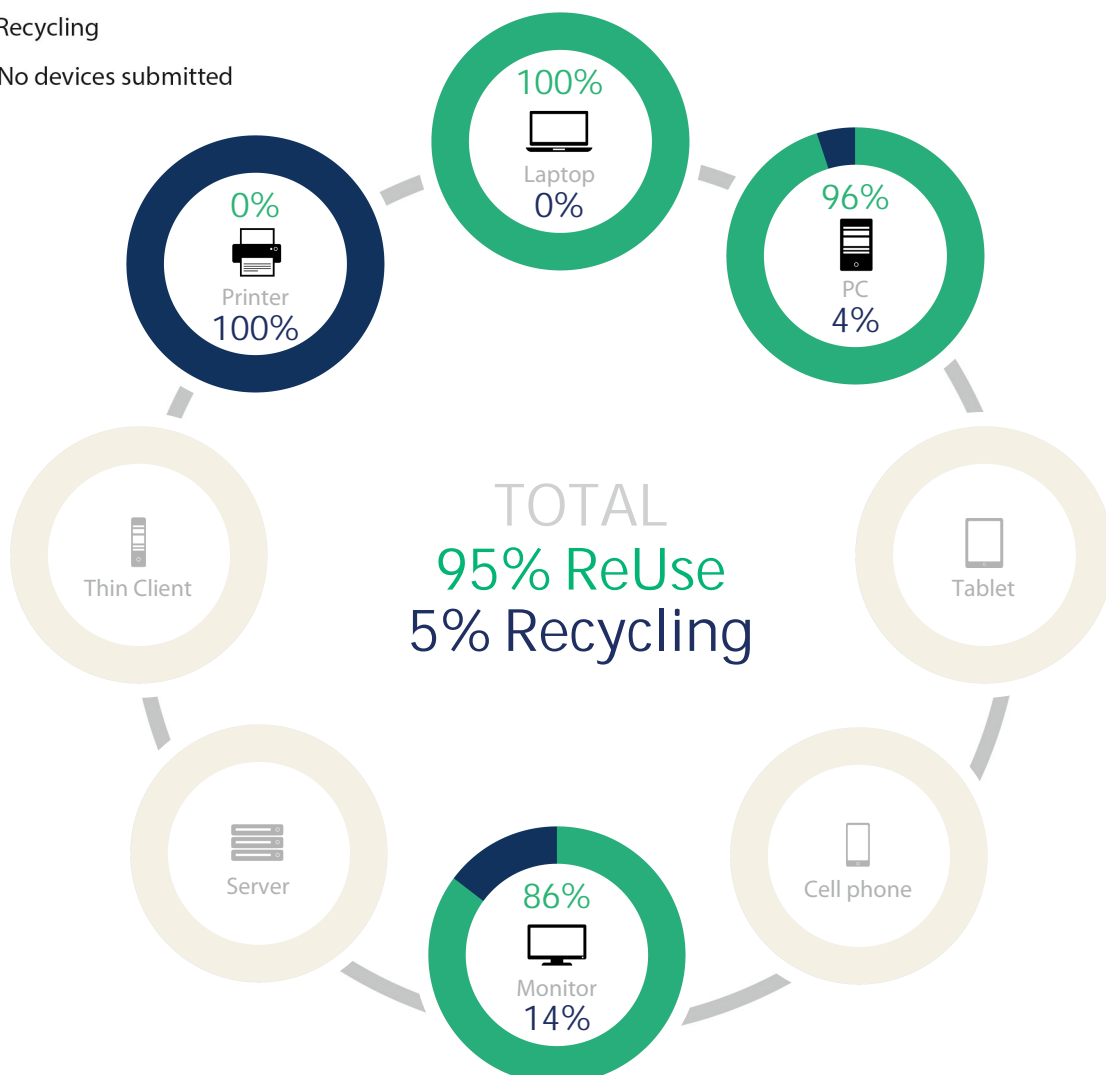 Recycling
No devices submitted
100%
Laptop
0%
96%
PC
4%
0%
Printer
100%
TOTAL
95% ReUse
5% Recycling
Thin Client
Tablet
Server
Cell phone
86%
Monitor
14%